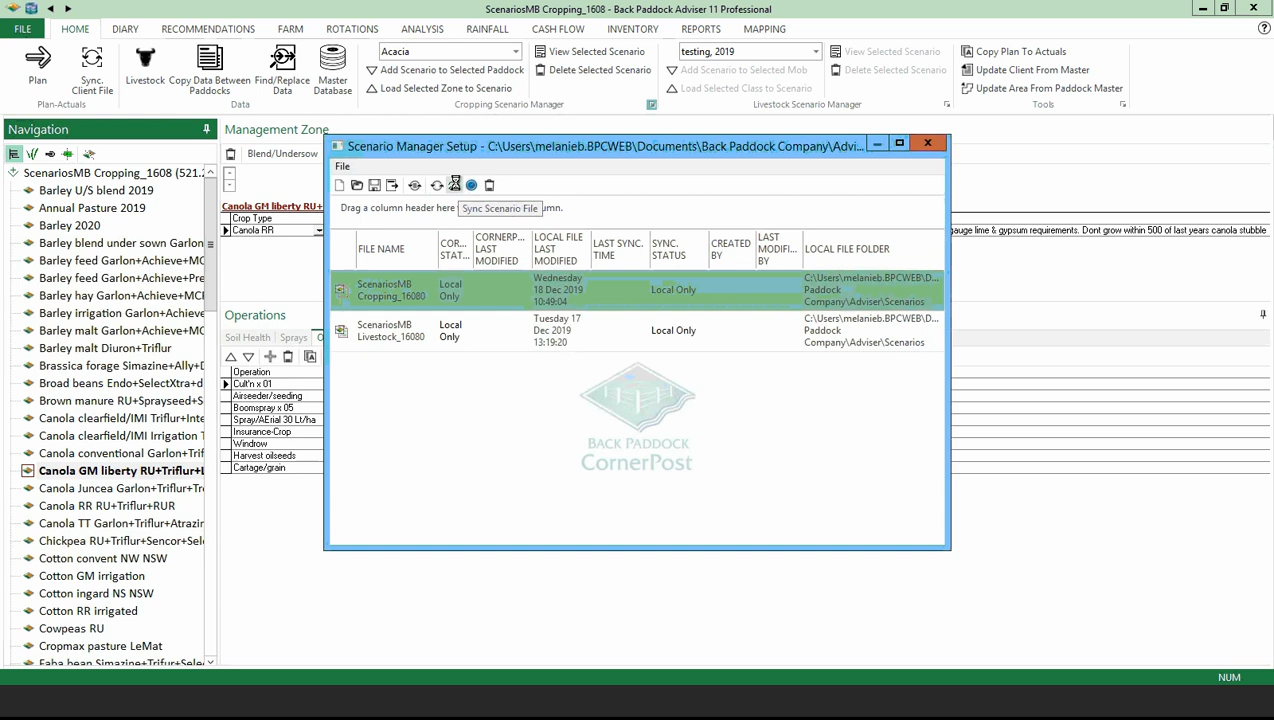 ScenariosMB Cropping_1608 - Back Paddock Adviser 11 Professional
FILE HOME DIARY RECOMMENDATIONS FARM ROTATIONS ANALYSIS RAINFALL INVENTORY CASH FLOW REPORTS MAPPING
Plan
Sync. Client File
Plan-Actuals
Livestock
Copy Data Between Paddocks
Find/Replace Data
Master Database
Data
Acacia
Add Scenario to Selected Paddock
Load Selected Zone to Scenario
View Selected Scenario
Delete Selected Scenario
Cropping Scenario Manager
testing, 2019
Add Scenario to Selected Mob
Load Selected Class to Scenario
View Selected Scenario
Delete Selected Scenario
Livestock Scenario Manager
Copy Plan To Actuals
Update Client From Master
Update Area From Paddock Master
Tools
Navigation
ScenariosMB Cropping_1608 (521.2
Barley U/S blend 2019
Annual Pasture 2019
Barley 2020
Barley blend under sown Garlon
Barley feed Garlon+Achieve+MC
Barley feed Garlon+Achieve+Pr
Barley hay Garlon+Achieve+MCP
Barley irrigation Garlon+Achieve
Barley malt Garlon+Achieve+MC
Barley malt Diuron+Triflur
Brassica forage Simazine+Ally+D
Broad beans Endo+SelectXtra+d
Brown manure RU+Sprayseed+S
Canola clearfield/IMI Triflur+Inte
Canola clearfield/IMI Irrigation T
Canola conventional Garlon+Trif
Canola GM liberty RU+Triflur+L
Canola Juncea Garlon+Triflur+Tr
Canola RR RU+Triflur+RUR
Canola TT Garlon+Triflur+Atrazin
Chickpea RU+Triflur+Sencor+Sel
Cotton convent NW NSW
Cotton GM irrigation
Cotton ingard NS NSW
Cotton RR irrigated
Cowpeas RU
Cropmax pasture LeMat
Faba bean Simazine+Trifur+Sele
Management Zone
Blend/Undersow
Canola GM liberty RU+
Crop Type
Canola RR
gauge lime & gypsum requirements. Dont grow within 500 of last years canola stubble
Operations
Soil Health Sprays O
Operation
Cult'n x 01
Airseeder/seeding
Boomspray x 05
Spray/AErial 30 Lt/ha
Insurance-Crop
Windrow
Harvest oilseeds
Cartage/grain
Scenario Manager Setup - C:\Users\melanieb.BPCWEB\Documents\Back Paddock Company\Advi...
File
Drag a column header here
Sync Scenario File
umn.
FILE NAME
COR... STAT...
CORNERP... LAST MODIFIED
LOCAL FILE LAST MODIFIED
LAST SYNC. TIME
SYNC. STATUS
CREATED BY
LAST MODIFI... BY
LOCAL FILE FOLDER
ScenariosMB Cropping_16080
Local Only
Wednesday 18 Dec 2019 10:49:04
Local Only
C:\Users\melanieb.BPCWEB\D... Paddock Company\Adviser\Scenarios
ScenariosMB Livestock_16080
Local Only
Tuesday 17 Dec 2019 13:19:20
Local Only
C:\Users\melanieb.BPCWEB\D... Paddock Company\Adviser\Scenarios
BACK PADDOCK
CornerPost
NUM